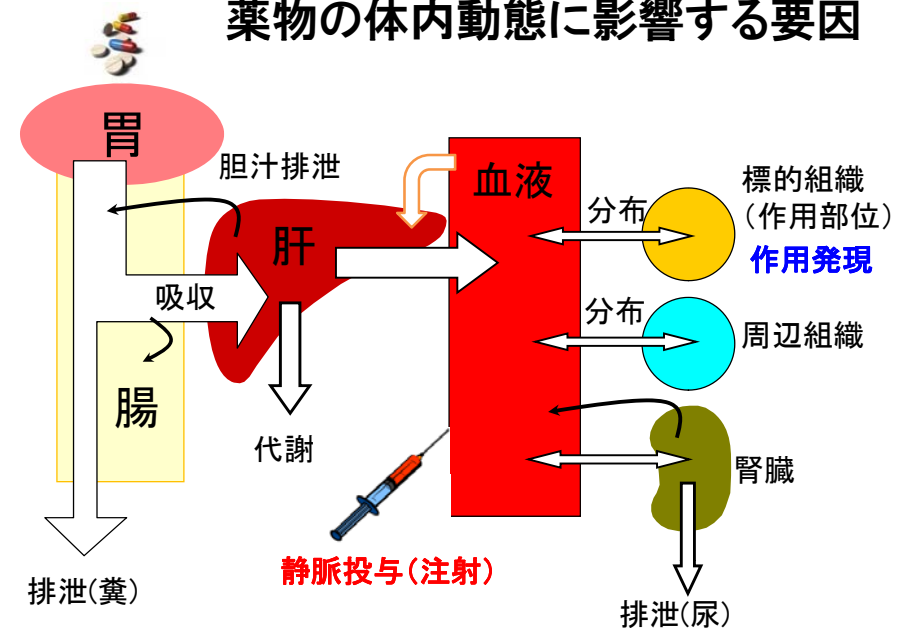 薬物の体内動態に影響する要因
胃
胆汁排泄
血液
標的組織
（作用部位）
分布
作用発現
肝
吸収
分布
周辺組織
腸
代謝
腎臓
静脈投与（注射）
排泄(糞)
排泄(尿)